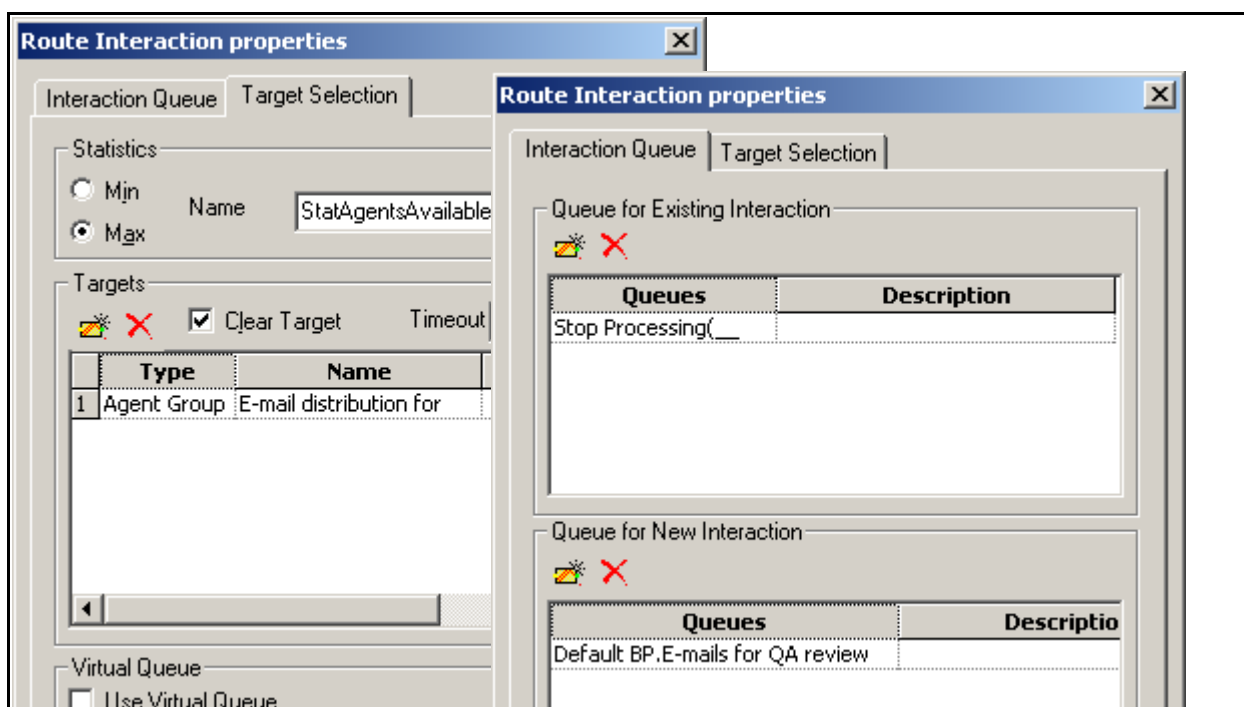 Route Interaction properties
Interaction Queue Target Selection
Statistics
Min
Max
Name StatAgentsAvailable
Targets
Clear Target Timeout
Type Name
1 Agent Group E-mail distribution for
Virtual Queue
Use Virtual Queue
Route Interaction properties
Interaction Queue Target Selection
Queue for Existing Interaction
Queues Description
Stop Processing(__
Queue for New Interaction
Queues Descriptio
Default BP.E-mails for QA review